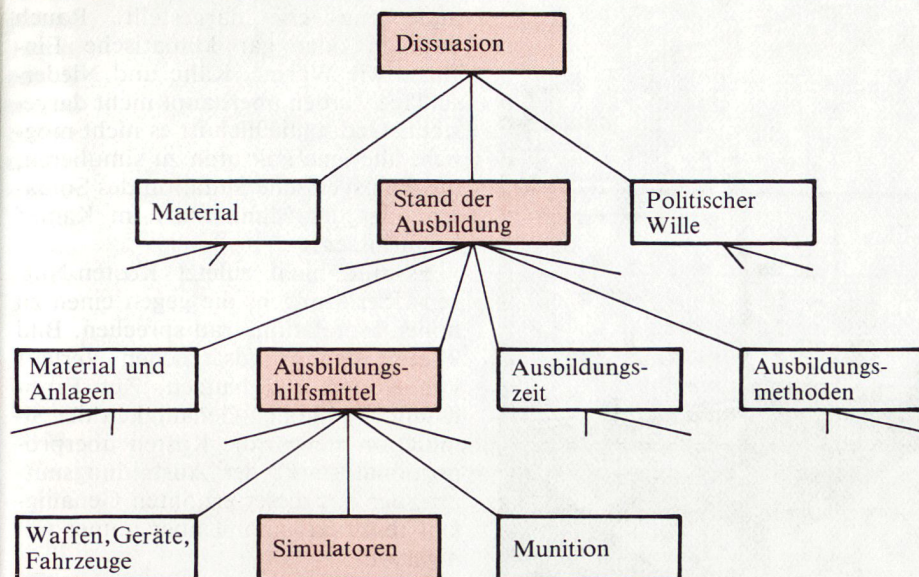 Dissuasion
Material
Stand der
Ausbildung
Politischer
Wille
Material und
Anlagen
Ausbildungs-
hilfsmittel
Ausbildungs-
zeit
Ausbildungs-
methoden
Waffen, Geräte,
Fahrzeuge
Simulatoren
Munition